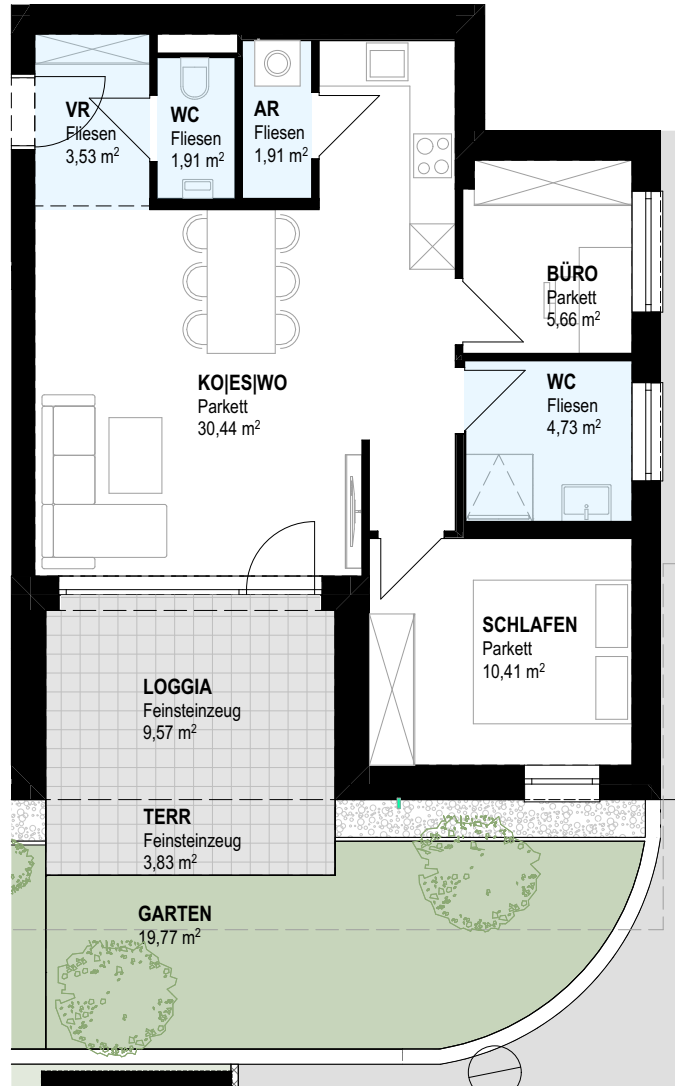 VR
Fliesen
3,53 m²
WC
Fliesen
1,91 m²
AR
Fliesen
1,91 m²
BÜRO
Parkett
5,66 m²
KO|ES|WO
Parkett
30,44 m²
WC
Fliesen
4,73 m²
SCHLAFEN
Parkett
10,41 m²
LOGGIA
Feinsteinzeug
9,57 m²
TERR
Feinsteinzeug
3,83 m²
GARTEN
19,77 m²